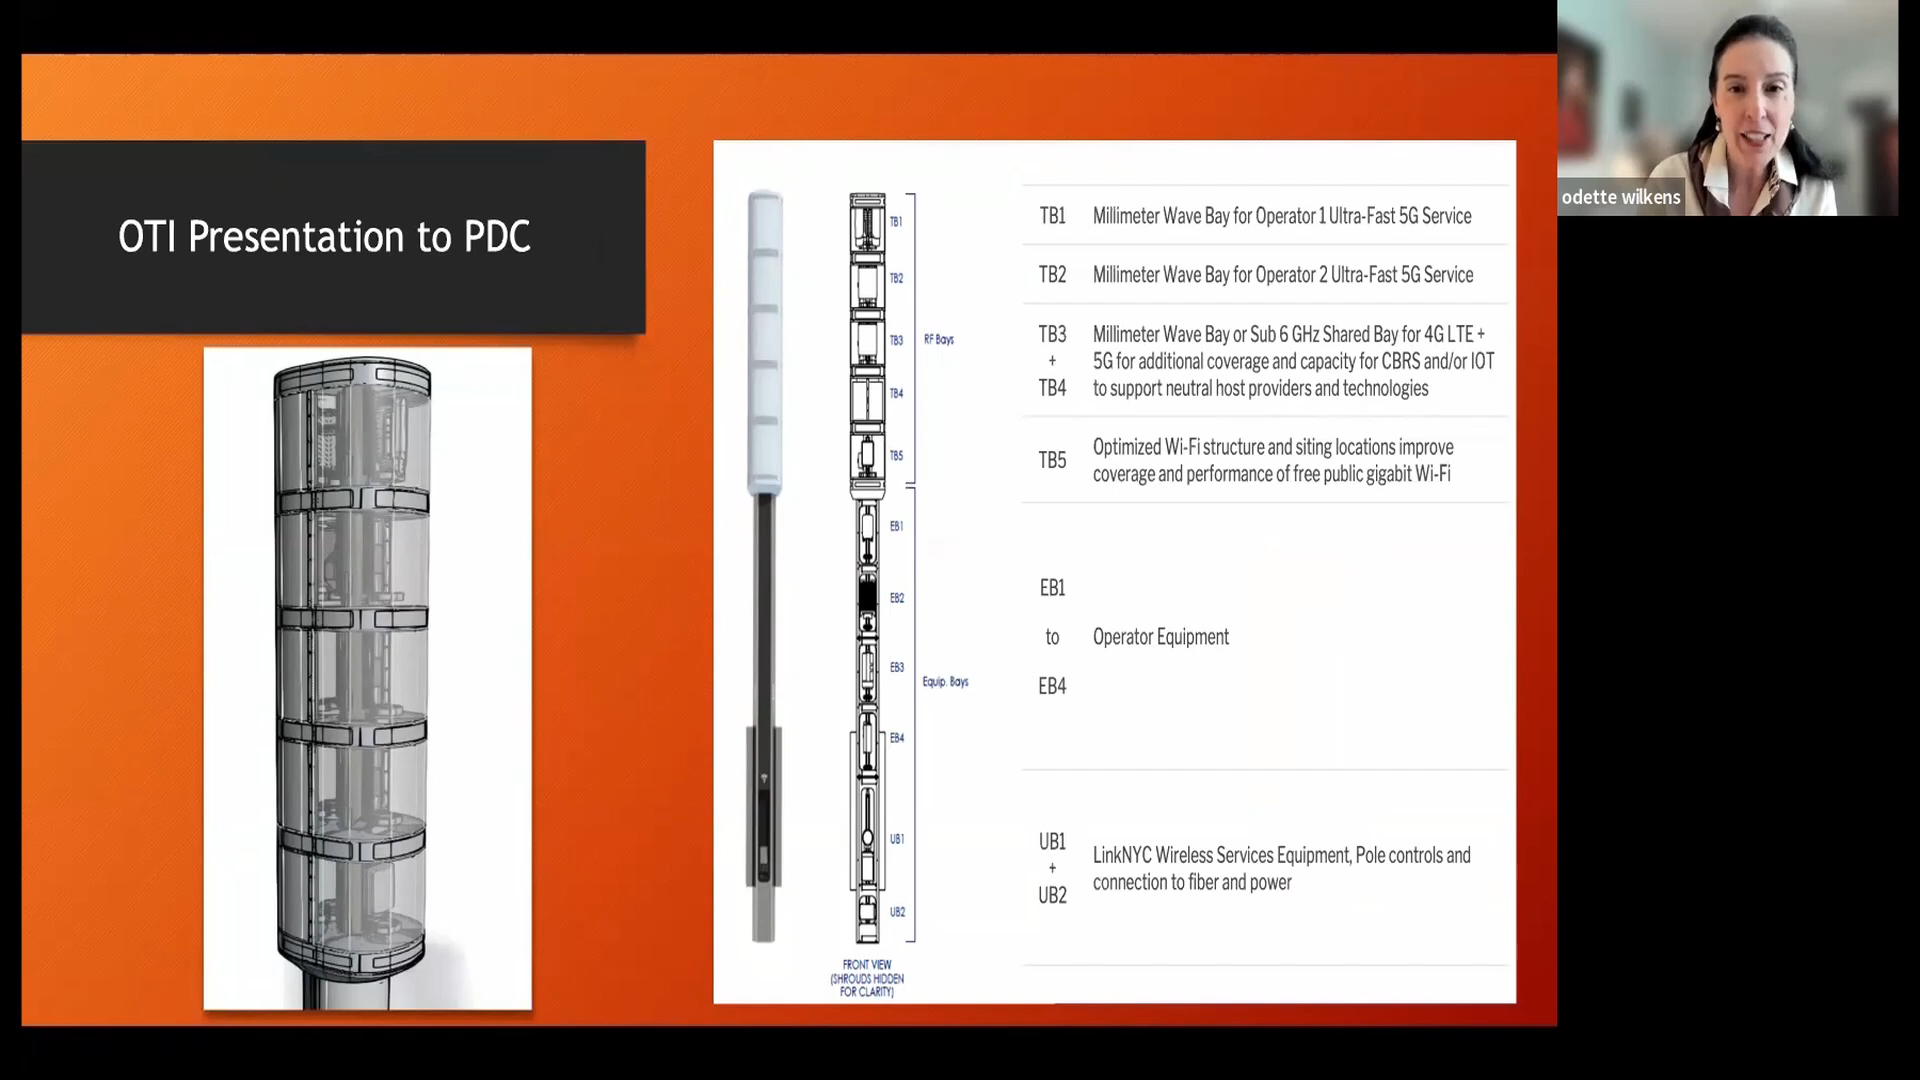 OTI Presentation to PDC
TB1
TB2
TB3
TB4
TB5
RF Bays
EB1
EB2
EB3
EB4
Equip. Bays
UB1
UB2
FRONT VIEW
(SHROUDS HIDDEN
FOR CLARITY)
TB1 Millimeter Wave Bay for Operator 1 Ultra-Fast 5G Service
TB2 Millimeter Wave Bay for Operator 2 Ultra-Fast 5G Service
TB3 Millimeter Wave Bay or Sub 6 GHz Shared Bay for 4G LTE +
+ 5G for additional coverage and capacity for CBRS and/or IOT
TB4 to support neutral host providers and technologies
TB5
Optimized Wi-Fi structure and siting locations improve
coverage and performance of free public gigabit Wi-Fi
EB1
to Operator Equipment
EB4
UB1
+
UB2
LinkNYC Wireless Services Equipment, Pole controls and
connection to fiber and power
odette wilkens